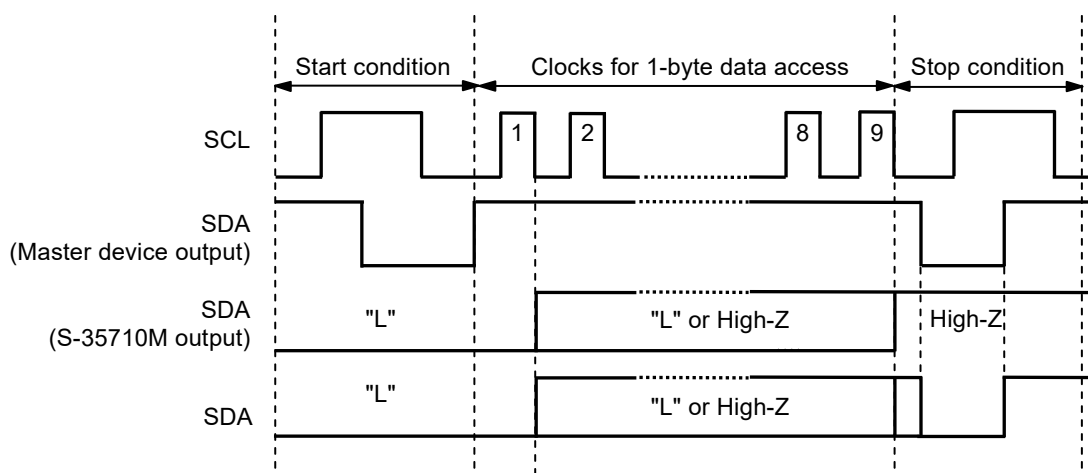 Start condition
Clocks for 1-byte data access
Stop condition
SCL
1
2
8
9
SDA
(Master device output)
SDA
(S-35710M output)
"L"
"L" or High-Z
High-Z
SDA
"L"
"L" or High-Z